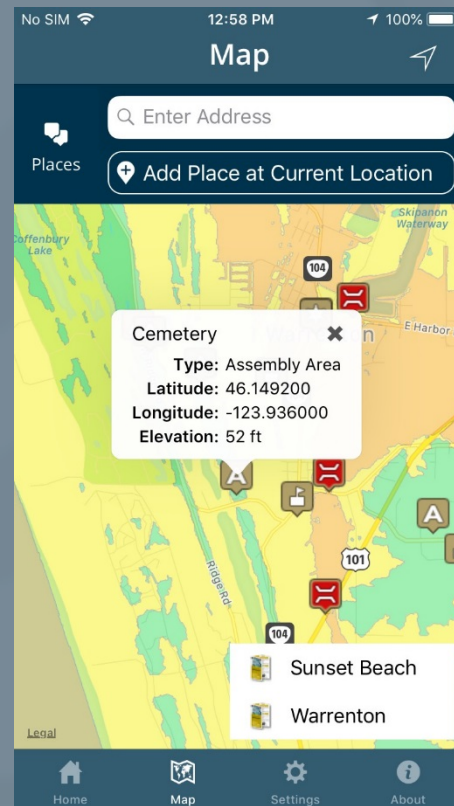 No SIM 12:58 PM 100%
Map
Enter Address
Places
Add Place at Current Location
Skipanon
Waterway
Coffenbury
Lake
104
E Harbor
Cemetery
Type: Assembly Area
Latitude: 46.149200
Longitude: -123.936000
Elevation: 52 ft
A
A
101
Ridge Rd
104
Sunset Beach
Warrenton
Legal
Home Map Settings About